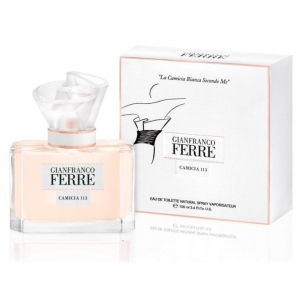 "La Camicia Bianca Secondo Me"
GIANFRANCO
FERRE
CAMICIA 113
GIANFRANCO
FERRE
CAMICIA 113
EAU DE TOILETTE NATURAL SPRAY VAPORISATEUR